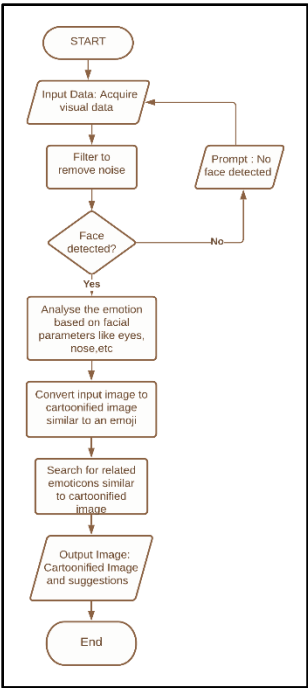 START
Input Data: Acquire
visual data
Filter to
remove noise
Prompt : No
face detected
Face
detected?
No
Yes
Analyse the emotion
based on facial
parameters like eyes,
nose,etc
Convert input image to
cartoonified image
similar to an emoji
Search for related
emoticons similar
to cartoonified
image
Output Image:
Cartoonified Image
and suggestions
End